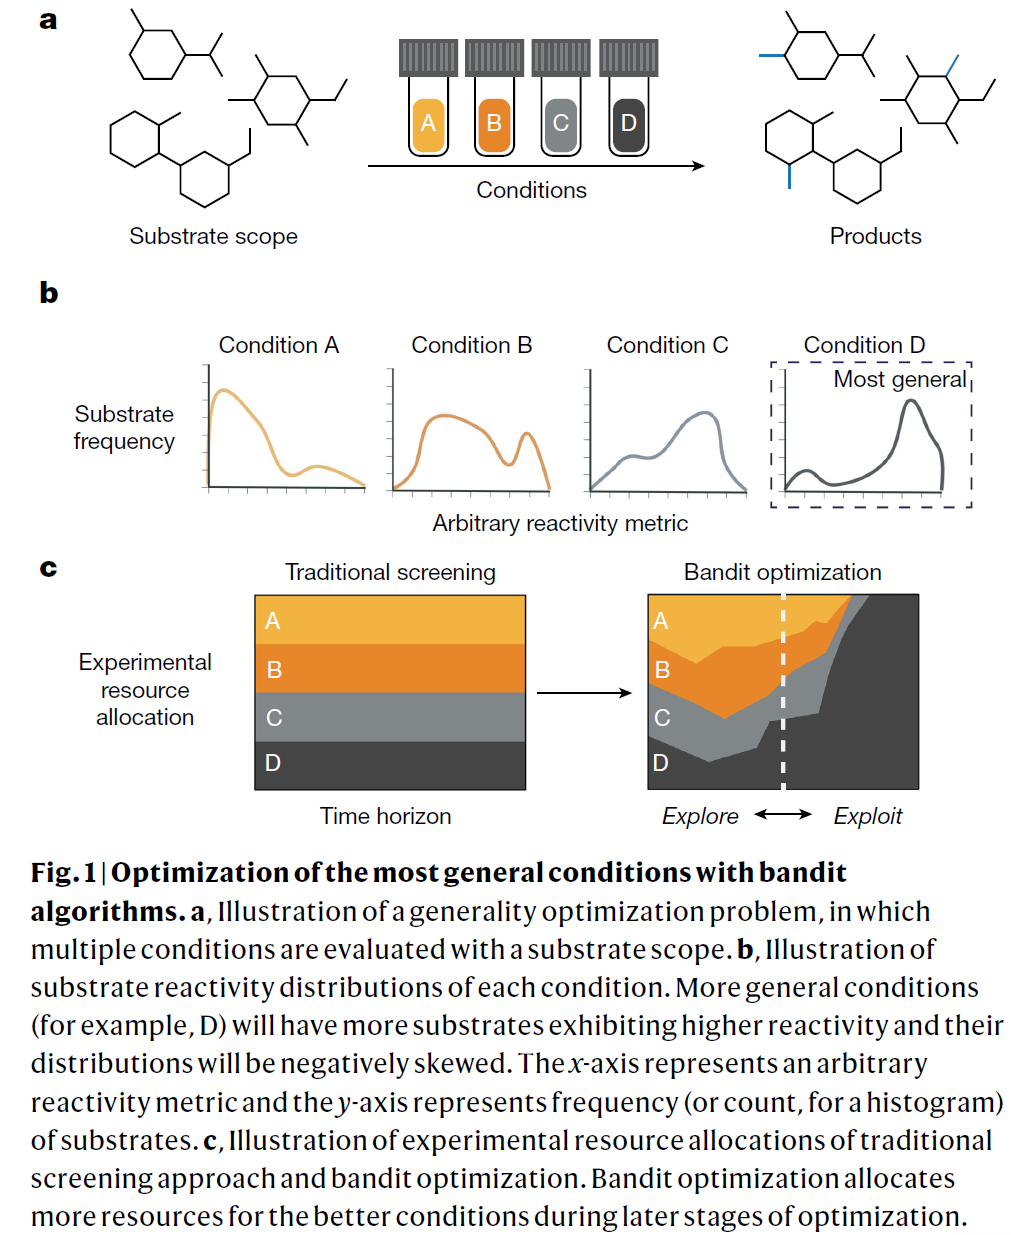 a
A B C D
Conditions
Substrate scope
Products
b
Condition A
Condition B
Condition C
Condition D
Most general
Substrate
frequency
Arbitrary reactivity metric
c
Traditional screening
Bandit optimization
Experimental
resource
allocation
A
B
C
D
A
B
C
D
Time horizon
Explore
Exploit
Fig. 1 | Optimization of the most general conditions with bandit
algorithms. a, Illustration of a generality optimization problem, in which
multiple conditions are evaluated with a substrate scope. b, Illustration of
substrate reactivity distributions of each condition. More general conditions
(for example, D) will have more substrates exhibiting higher reactivity and their
distributions will be negatively skewed. The x-axis represents an arbitrary
reactivity metric and the y-axis represents frequency (or count, for a histogram)
of substrates. c, Illustration of experimental resource allocations of traditional
screening approach and bandit optimization. Bandit optimization allocates
more resources for the better conditions during later stages of optimization.